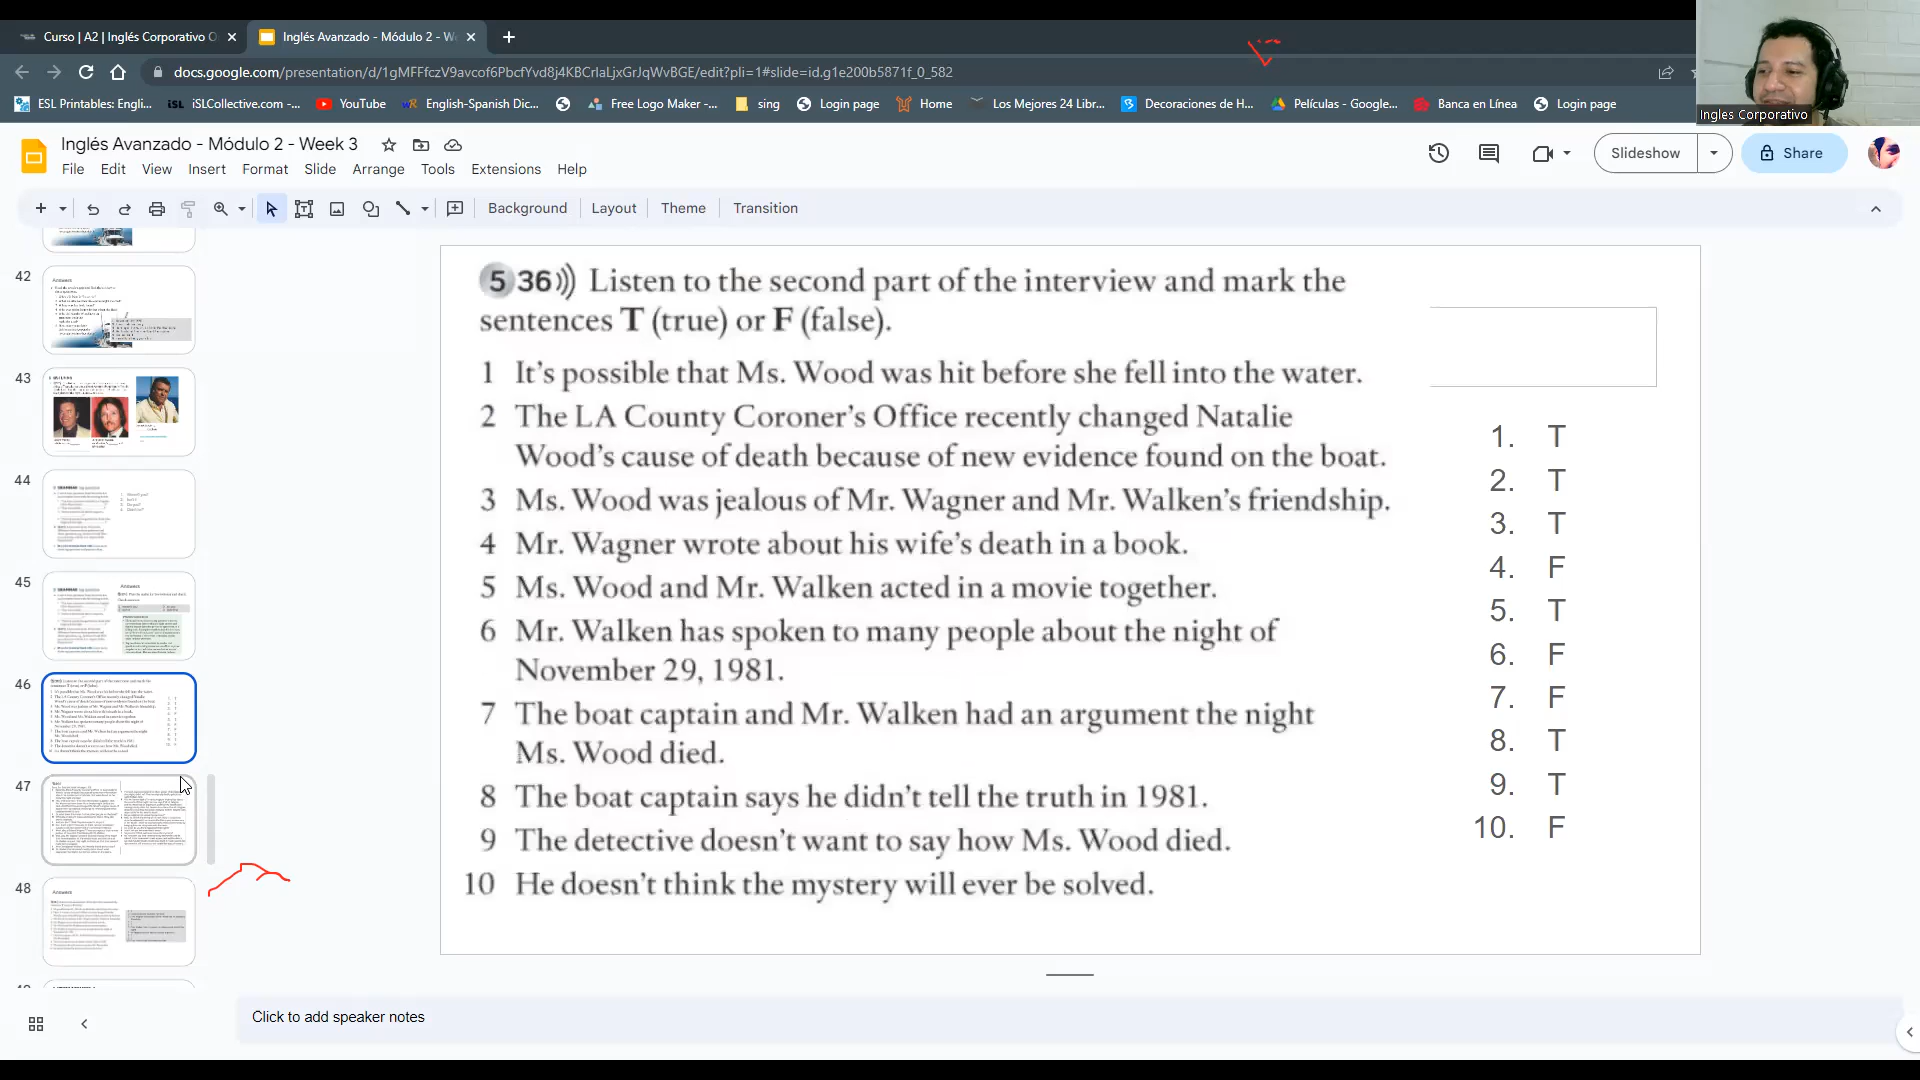 Curso | A2 | Inglés Corporativo O
Inglés Avanzado - Módulo 2 - We
docs.google.com/presentation/d/1gMFFfczV9avcof6PbcfYvd8j4KBCrIaLjxGrJqWvBGE/edit?pli=1#slide=id.g1e200b5871f_0_582
ESL Printables: Engli... iSLCollective.com -... YouTube English-Spanish Dic... Free Logo Maker -... sing Login page Home Los Mejores 24 Libr... Decoraciones de H... Películas - Google... Banca en Línea Login page
Ingles Corporativo
Inglés Avanzado - Módulo 2 - Week 3
File Edit View Insert Format Slide Arrange Tools Extensions Help
Slideshow
Share
Background Layout Theme Transition
42
43
44
45
46
47
48
Answers
Answers
Answers
5 36 Listen to the second part of the interview and mark the
sentences T (true) or F (false).
1 It's possible that Ms. Wood was hit before she fell into the water.
2 The LA County Coroner's Office recently changed Natalie
Wood's cause of death because of new evidence found on the boat.
3 Ms. Wood was jealous of Mr. Wagner and Mr. Walken's friendship.
4 Mr. Wagner wrote about his wife's death in a book.
5 Ms. Wood and Mr. Walken acted in a movie together.
6 Mr. Walken has spoken to many people about the night of
November 29, 1981.
7 The boat captain and Mr. Walken had an argument the night
Ms. Wood died.
8 The boat captain says he didn't tell the truth in 1981.
9 The detective doesn't want to say how Ms. Wood died.
10 He doesn't think the mystery will ever be solved.
1. T
2. T
3. T
4. F
5. T
6. F
7. F
8. T
9. T
10. F
Click to add speaker notes